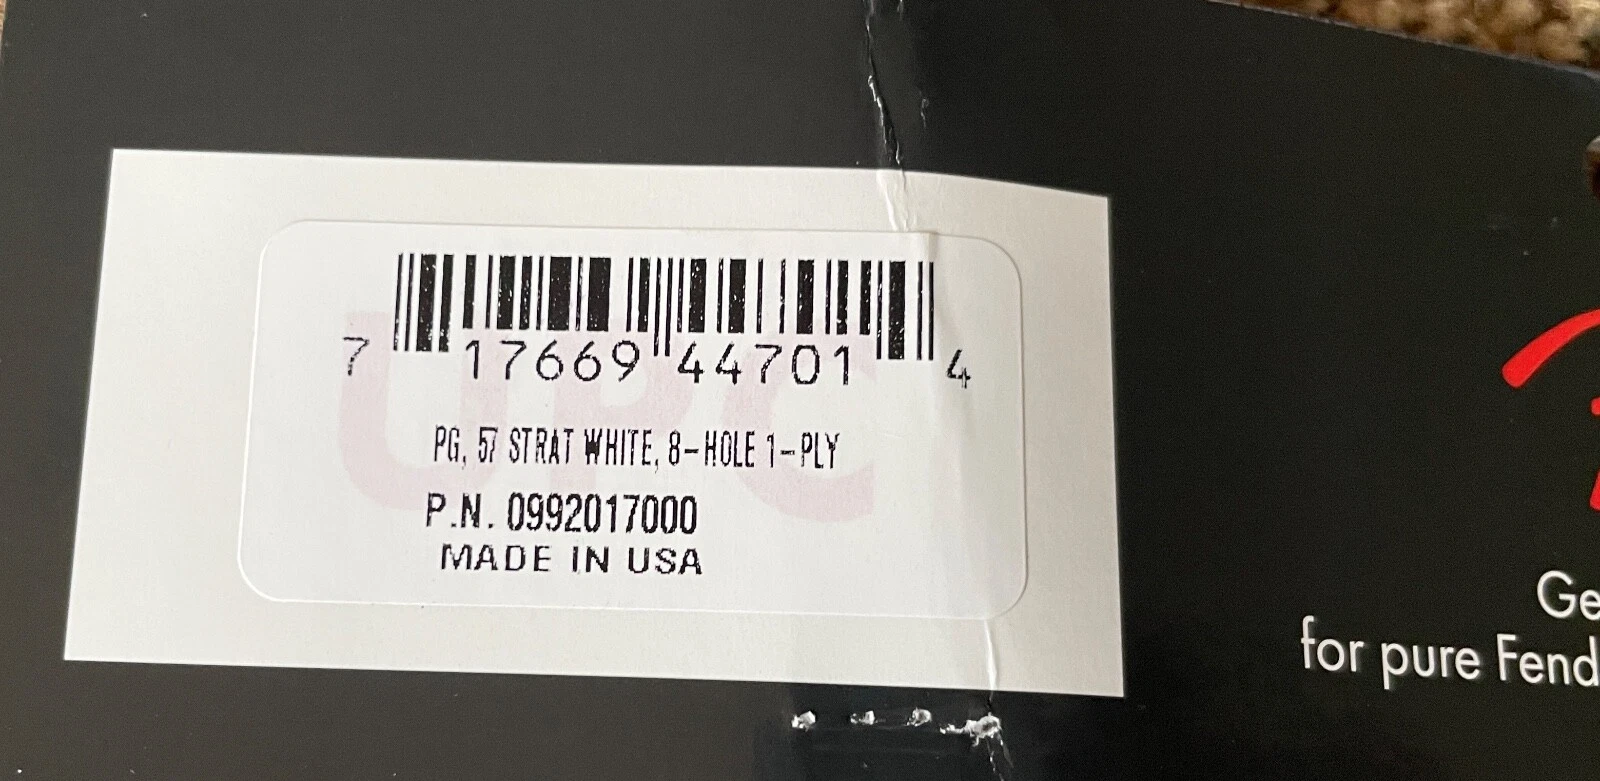 7 17669 44701 4
UPC
PG, 57 STRAT WHITE, 8-HOLE 1-PLY
P.N. 0992017000
MADE IN USA
Ge
for pure Fend